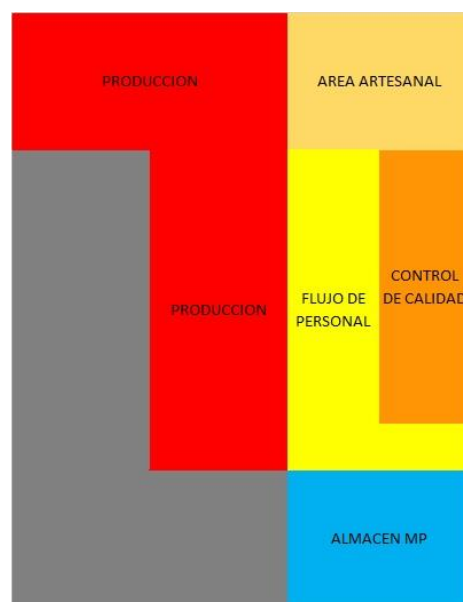 PRODUCCION
AREA ARTESANAL
PRODUCCION
FLUJO DE
PERSONAL
CONTROL
DE CALIDAD
ALMACEN MP